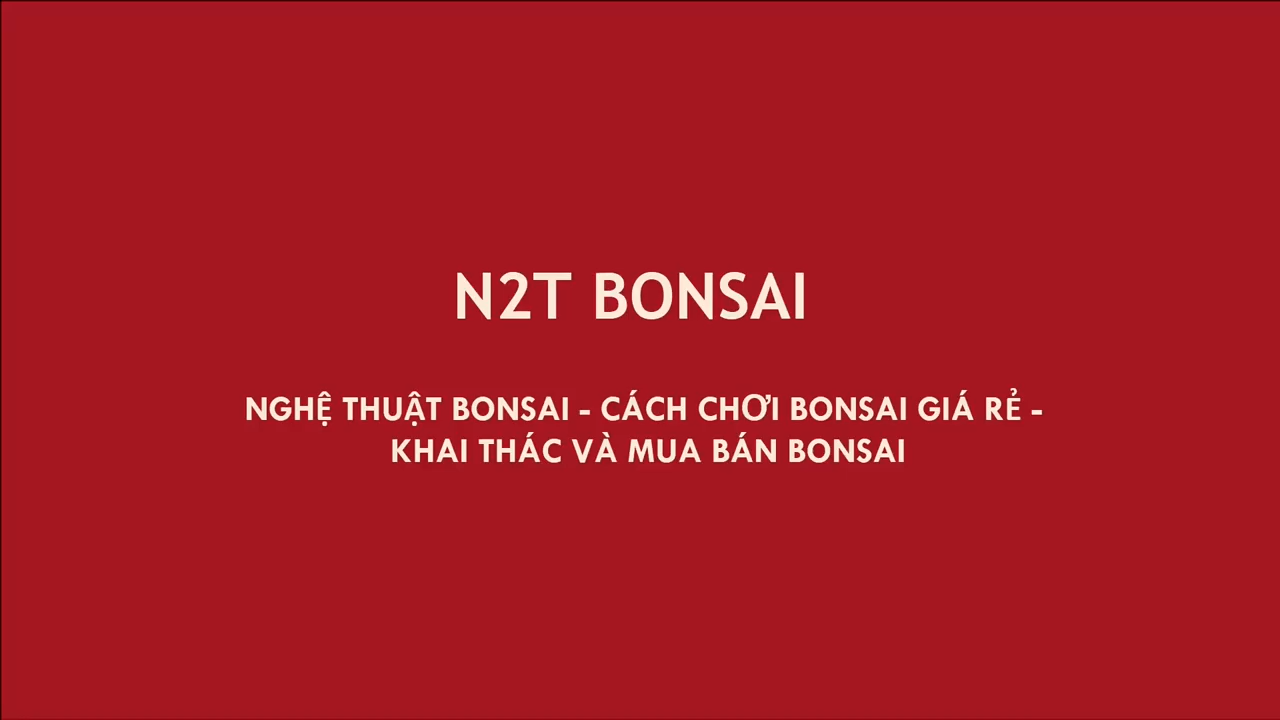 N2T BONSAI
NGHỆ THUẬT BONSAI - CÁCH CHƠI BONSAI GIÁ RẺ -
KHAI THÁC VÀ MUA BÁN BONSAI